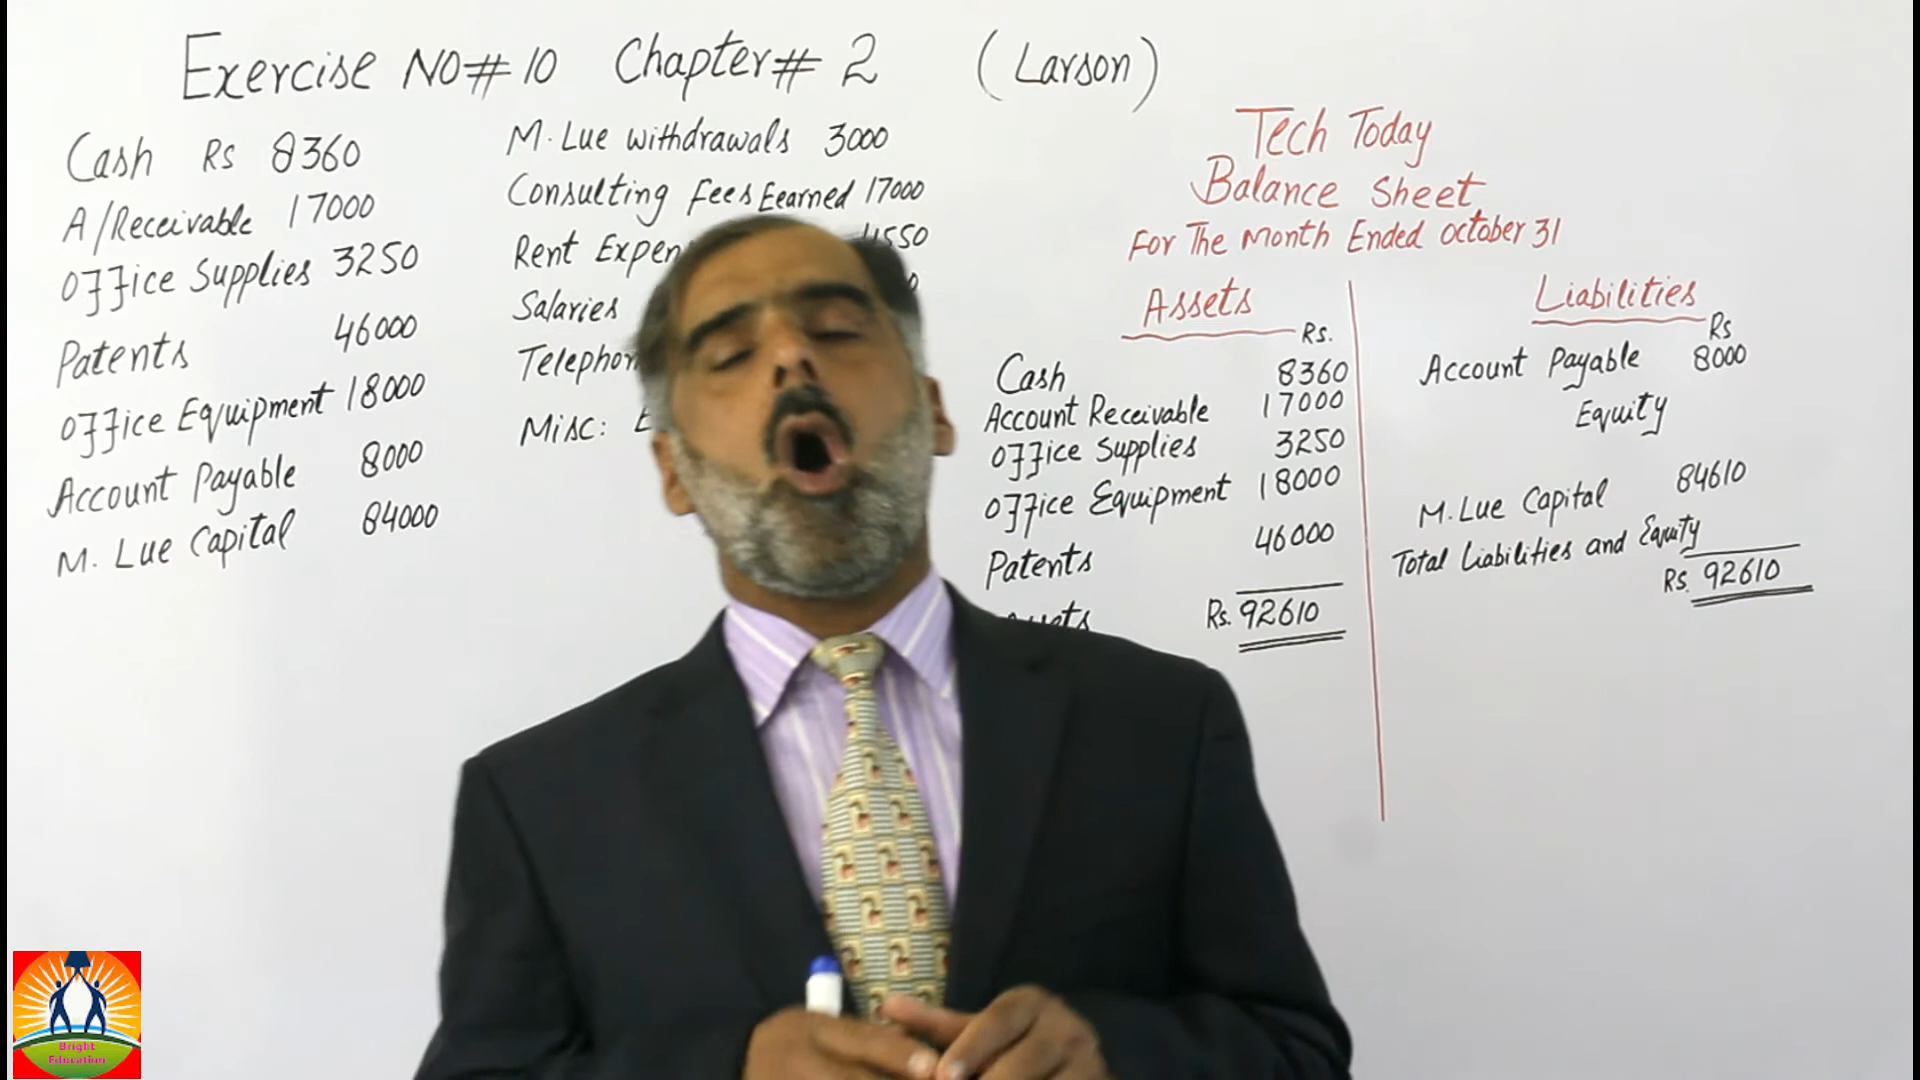 Exercise NO# 10 Chapter# 2 (Larson)
Cash Rs 8360
A/Receivable 17000
Office Supplies 3250
Patents 46000
Office Equipment 18000
Account Payable 8000
M. Lue Capital 84000
M. Lue withdrawals 3000
Consulting Fees Eearned 17000
Rent Expen 4550
Salaries
Telephon
Misc: E
Tech Today
Balance Sheet
For The Month Ended October 31
Assets
Rs.
Cash 8360
Account Receivable 17000
Office Supplies 3250
Office Equipment 18000
Patents 46000
Rs. 92610
Liabilities
Rs
Account Payable 8000
Equity
M. Lue Capital 84610
Total Liabilities and Equity
Rs. 92610
Bright
Education